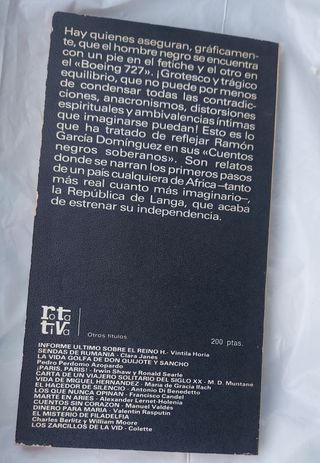 Hay quienes aseguran, gráficamen-
te, que el hombre negro se encuentra
con un pie en el fetiche y el otro en
el «Boeing 727». ¡Grotesco y trágico
equilibrio, que no puede por menos
de condensar todas las contradic-
ciones, anacronismos, distorsiones
espirituales y ambivalencias íntimas
que imaginarse puedan! Esto es lo
que ha tratado de reflejar Ramón
García Domínguez en sus «Cuentos
negros soberanos». Son relatos
donde se narran los primeros pasos
de un país cualquiera de Africa —tanto
más real cuanto más imaginario—,
la República de Langa, que acaba
de estrenar su independencia.
ro
ta
tiva
Otros títulos
200 ptas.
INFORME ULTIMO SOBRE EL REINO H.- Vintila Horia
SENDAS DE RUMANIA - Clara Janés
LA VIDA GOLFA DE DON QUIJOTE Y SANCHO
Pedro Perdomo Azopardo
¡PARIS, PARIS!- Irwin Shaw y Ronald Searle
CARTA DE UN VIAJERO SOLITARIO DEL SIGLO XX - M. D. Muntané
VIDA DE MIGUEL HERNANDEZ - María de Gracia Ifach
EL HACEDOR DE SILENCIO - Antonio Di Benedetto
LOS QUE NUNCA OPINAN - Francisco Candel
MARTE EN ARIES - Alexander Lernet-Holenia
CUENTOS SIN CORAZON - Manuel Valdés
DINERO PARA MARIA - Valentin Rasputin
EL MISTERIO DE FILADELFIA
Charles Berlitz y William Moore
LOS ZARCILLOS DE LA VID - Colette